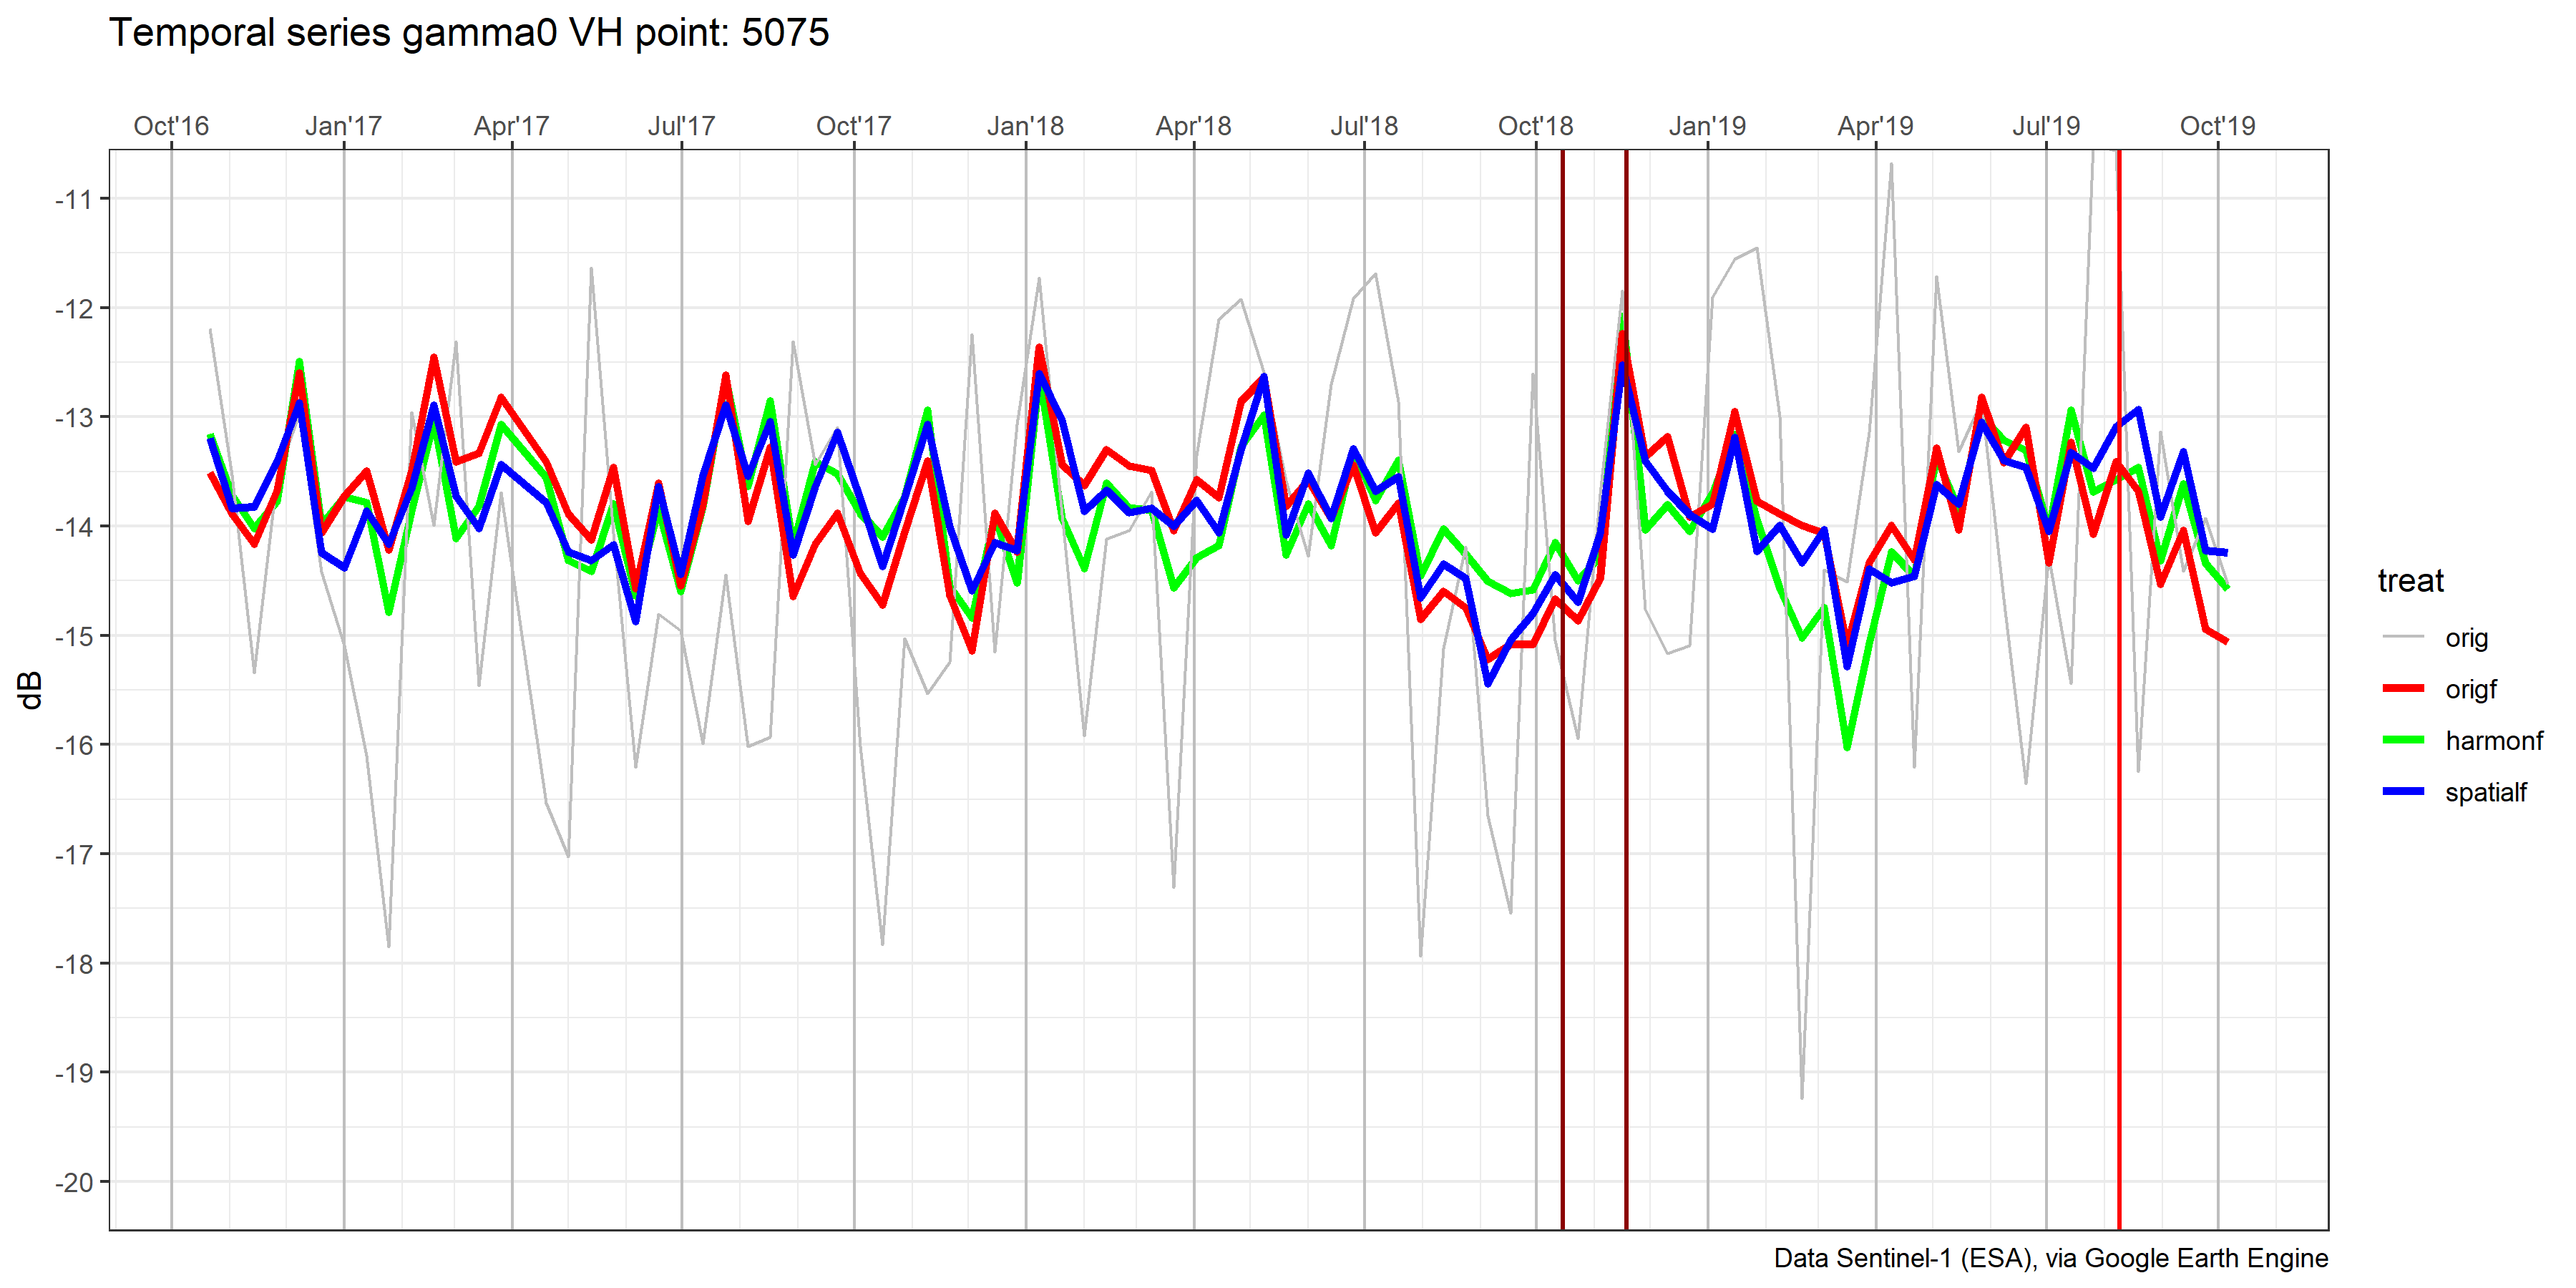 Temporal series gamma0 VH point: 5075
Oct'16 Jan'17 Apr'17 Jul'17 Oct'17 Jan'18 Apr'18 Jul'18 Oct'18 Jan'19 Apr'19 Jul'19 Oct'19
-11
-12
-13
-14
-15
-16
-17
-18
-19
-20
dB
treat
orig
origf
harmonf
spatialf
Data Sentinel-1 (ESA), via Google Earth Engine